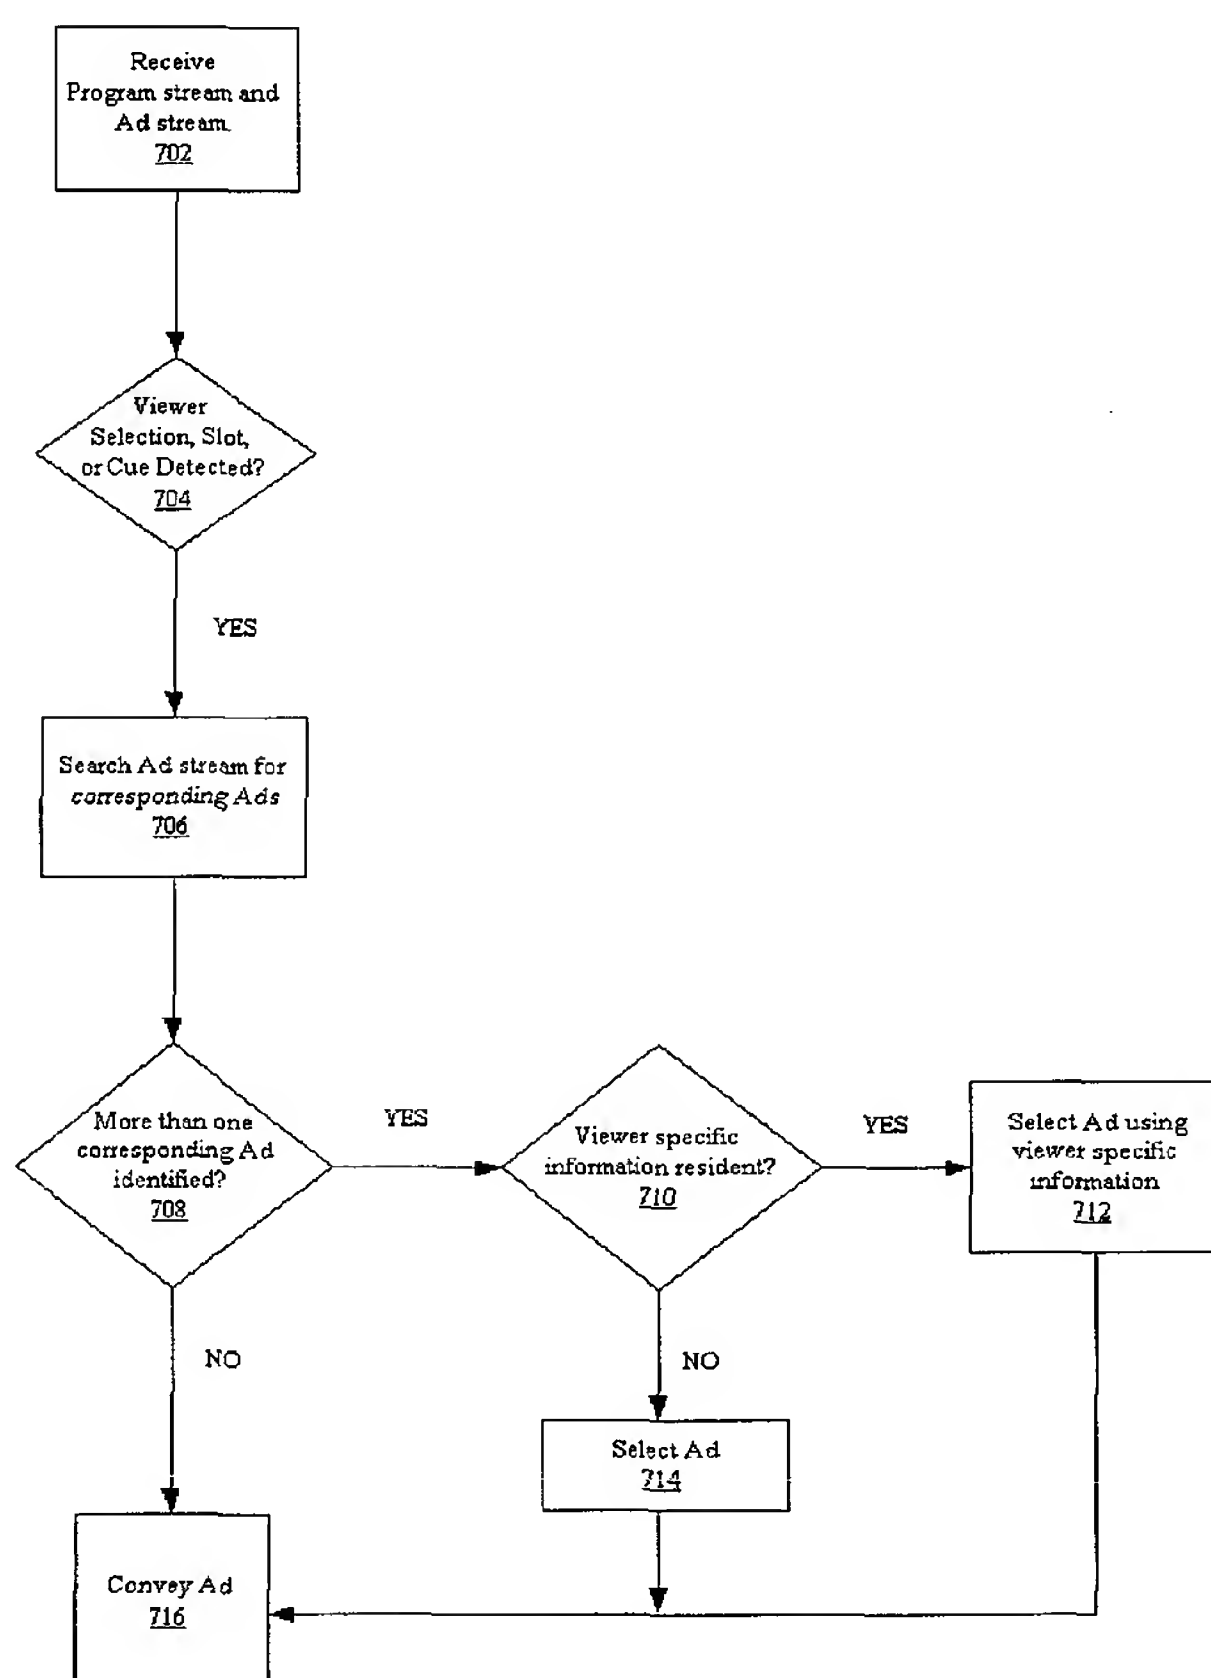 Receive
Program stream and
Ad stream.
702
Viewer
Selection, Slot,
or Cue Detected?
704
YES
Search Ad stream for
corresponding Ads
706
More than one
corresponding Ad
identified?
708
YES
Viewer specific
information resident?
710
YES
Select Ad using
viewer specific
information
712
NO
NO
Select Ad
714
Convey Ad
716